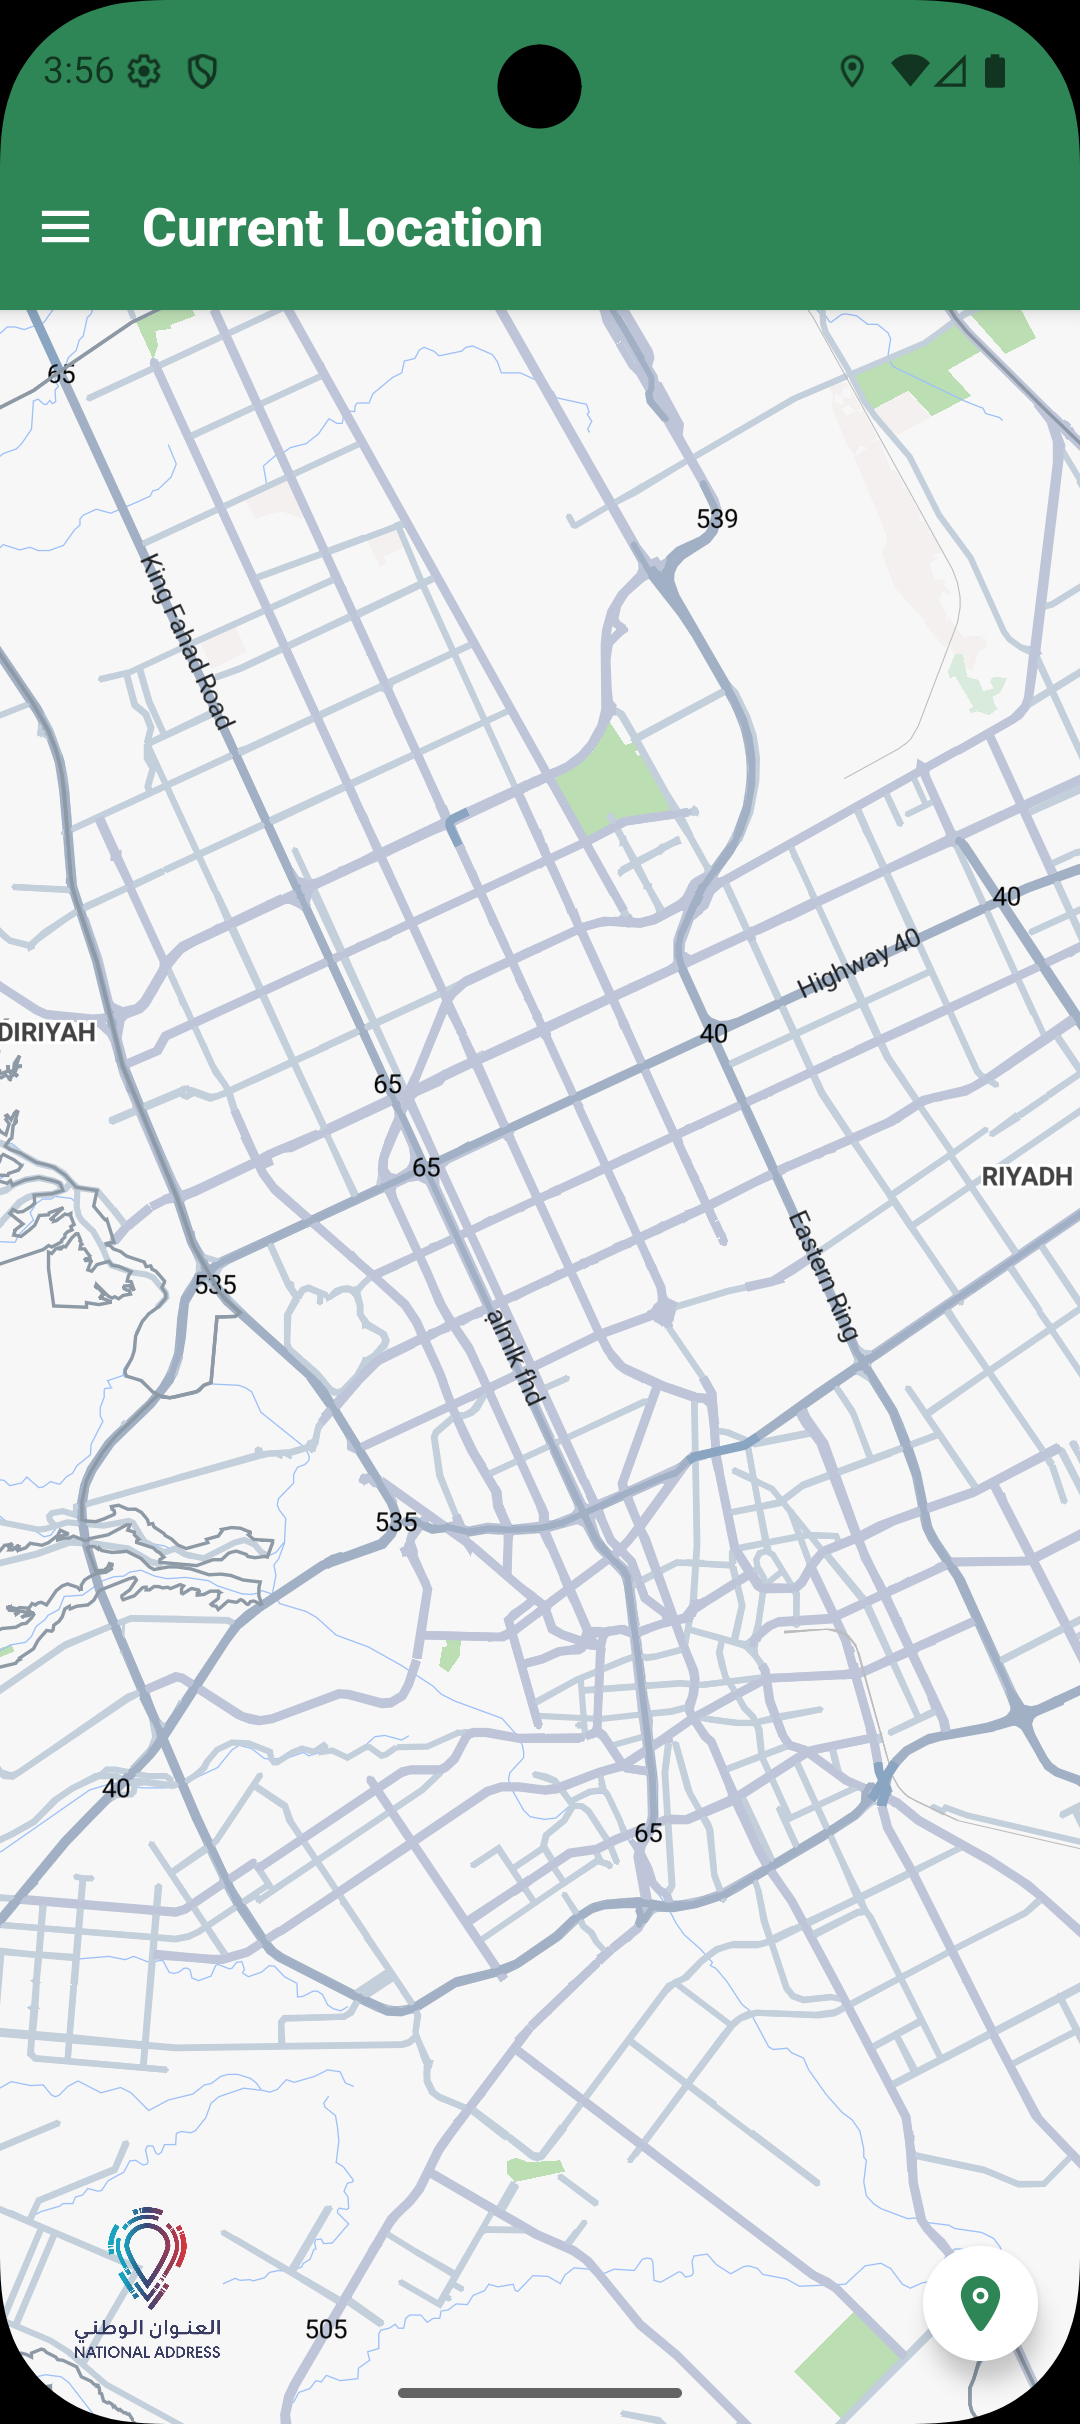 3:56
Current Location
65
539
King Fahad Road
40
Highway 40
DIRIYAH
40
65
65
RIYADH
Eastern Ring
535
almlk fhd
535
40
65
العنوان الوطني
NATIONAL ADDRESS
505